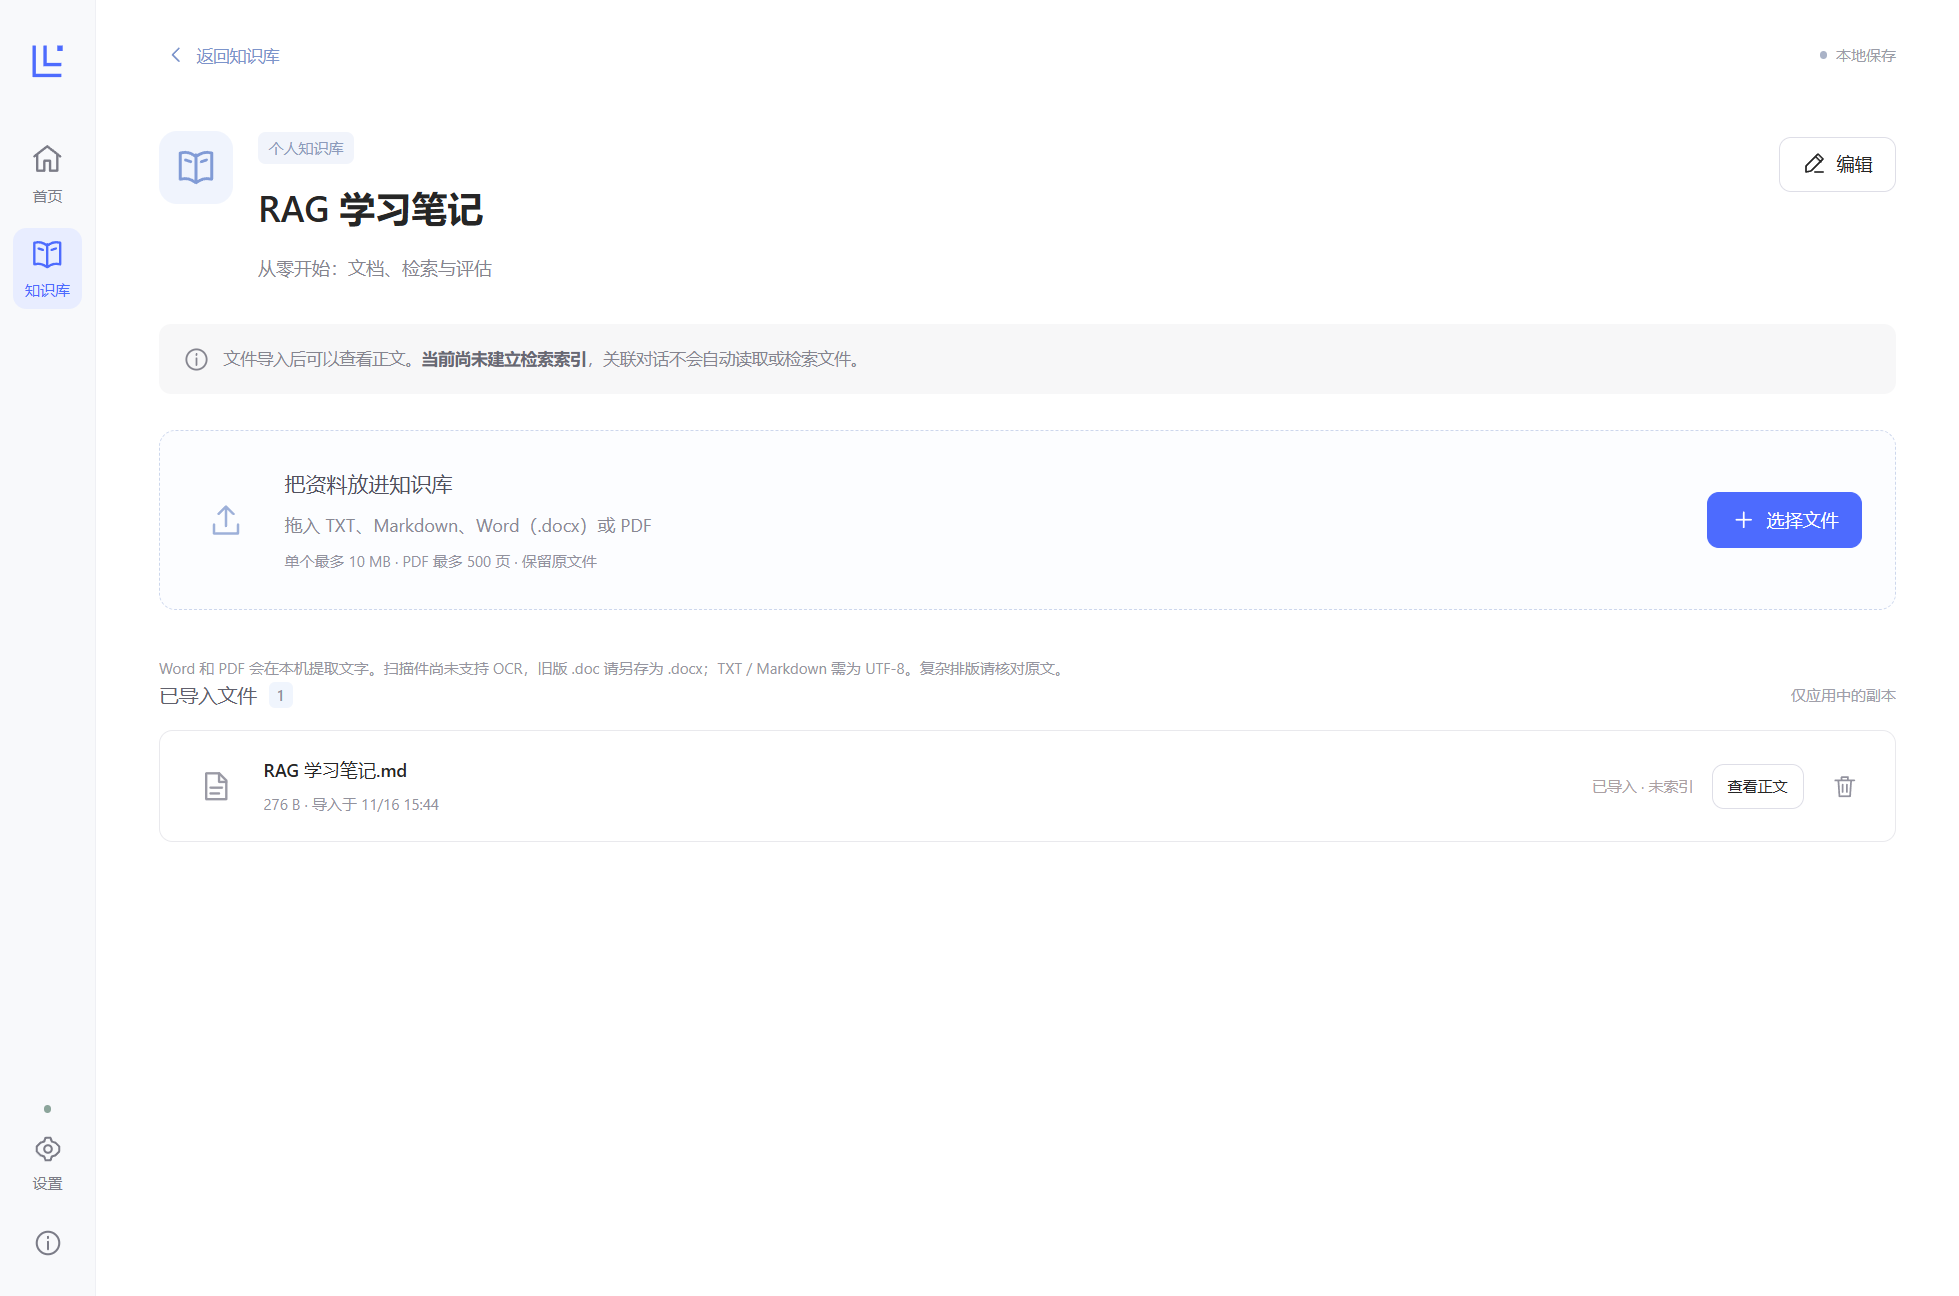 返回知识库
本地保存
首页
知识库
个人知识库
RAG 学习笔记
从零开始：文档、检索与评估
编辑
文件导入后可以查看正文。当前尚未建立检索索引，关联对话不会自动读取或检索文件。
把资料放进知识库
拖入 TXT、Markdown、Word（.docx）或 PDF
单个最多 10 MB · PDF 最多 500 页 · 保留原文件
选择文件
Word 和 PDF 会在本机提取文字。扫描件尚未支持 OCR，旧版 .doc 请另存为 .docx；TXT / Markdown 需为 UTF-8。复杂排版请核对原文。
已导入文件 1
仅应用中的副本
RAG 学习笔记.md
276 B · 导入于 11/16 15:44
已导入 · 未索引
查看正文
设置